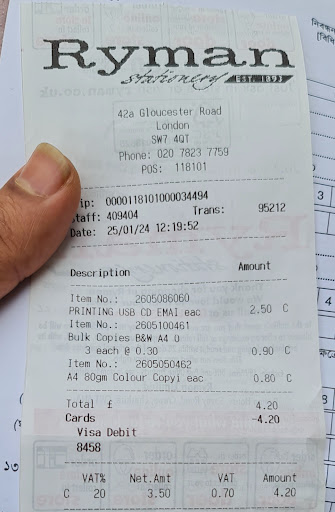 Ryman
stationery EST. 1893
42a Gloucester Road
London
SW7 4QT
Phone: 020 7823 7759
POS: 118101
ip: 0000118101000034494
taff: 409404 Trans: 95212
Date: 25/01/24 12:19:52
Description Amount
Item No.: 2605086060
PRINTING USB CD EMAI eac 2.50 C
Item No.: 2605100461
Bulk Copies B&W A4 0
3 each @ 0.30 0.90 C
Item No.: 2605050462
A4 80gm Colour Copyi eac 0.80 C
Total £ 4.20
Cards -4.20
Visa Debit
8458
VAT% Net.Amt VAT Amount
C 20 3.50 0.70 4.20